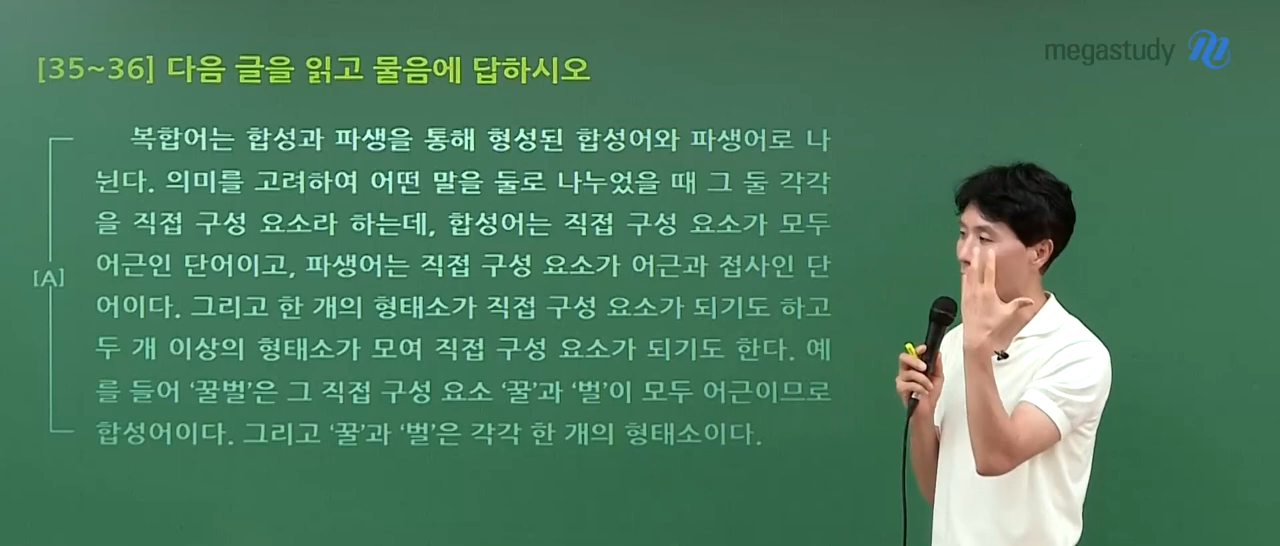 megastudy
[35~36] 다음 글을 읽고 물음에 답하시오
복합어는 합성과 파생을 통해 형성된 합성어와 파생어로 나
뉜다. 의미를 고려하여 어떤 말을 둘로 나누었을 때 그 둘 각각
을 직접 구성 요소라 하는데, 합성어는 직접 구성 요소가 모두
어근인 단어이고, 파생어는 직접 구성 요소가 어근과 접사인 단
[A]
어이다. 그리고 한 개의 형태소가 직접 구성 요소가 되기도 하고
두 개 이상의 형태소가 모여 직접 구성 요소가 되기도 한다. 예
를 들어 ‘꿀벌’은 그 직접 구성 요소 ‘꿀’과 ‘벌’이 모두 어근이므로
합성어이다. 그리고 ‘꿀’과 ‘벌’은 각각 한 개의 형태소이다.